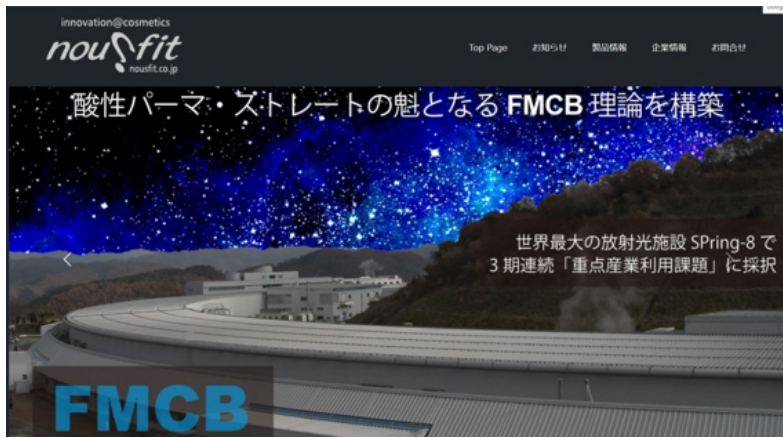 innovation@cosmetics
nousfit
nousfit.co.jp
Top Page お知らせ 製品情報 企業情報 お問合せ
酸性パーマ・ストレートの魁となる FMCB 理論を構築
世界最大の放射光施設 SPring-8 で
3 期連続「重点産業利用課題」に採択
FMCB